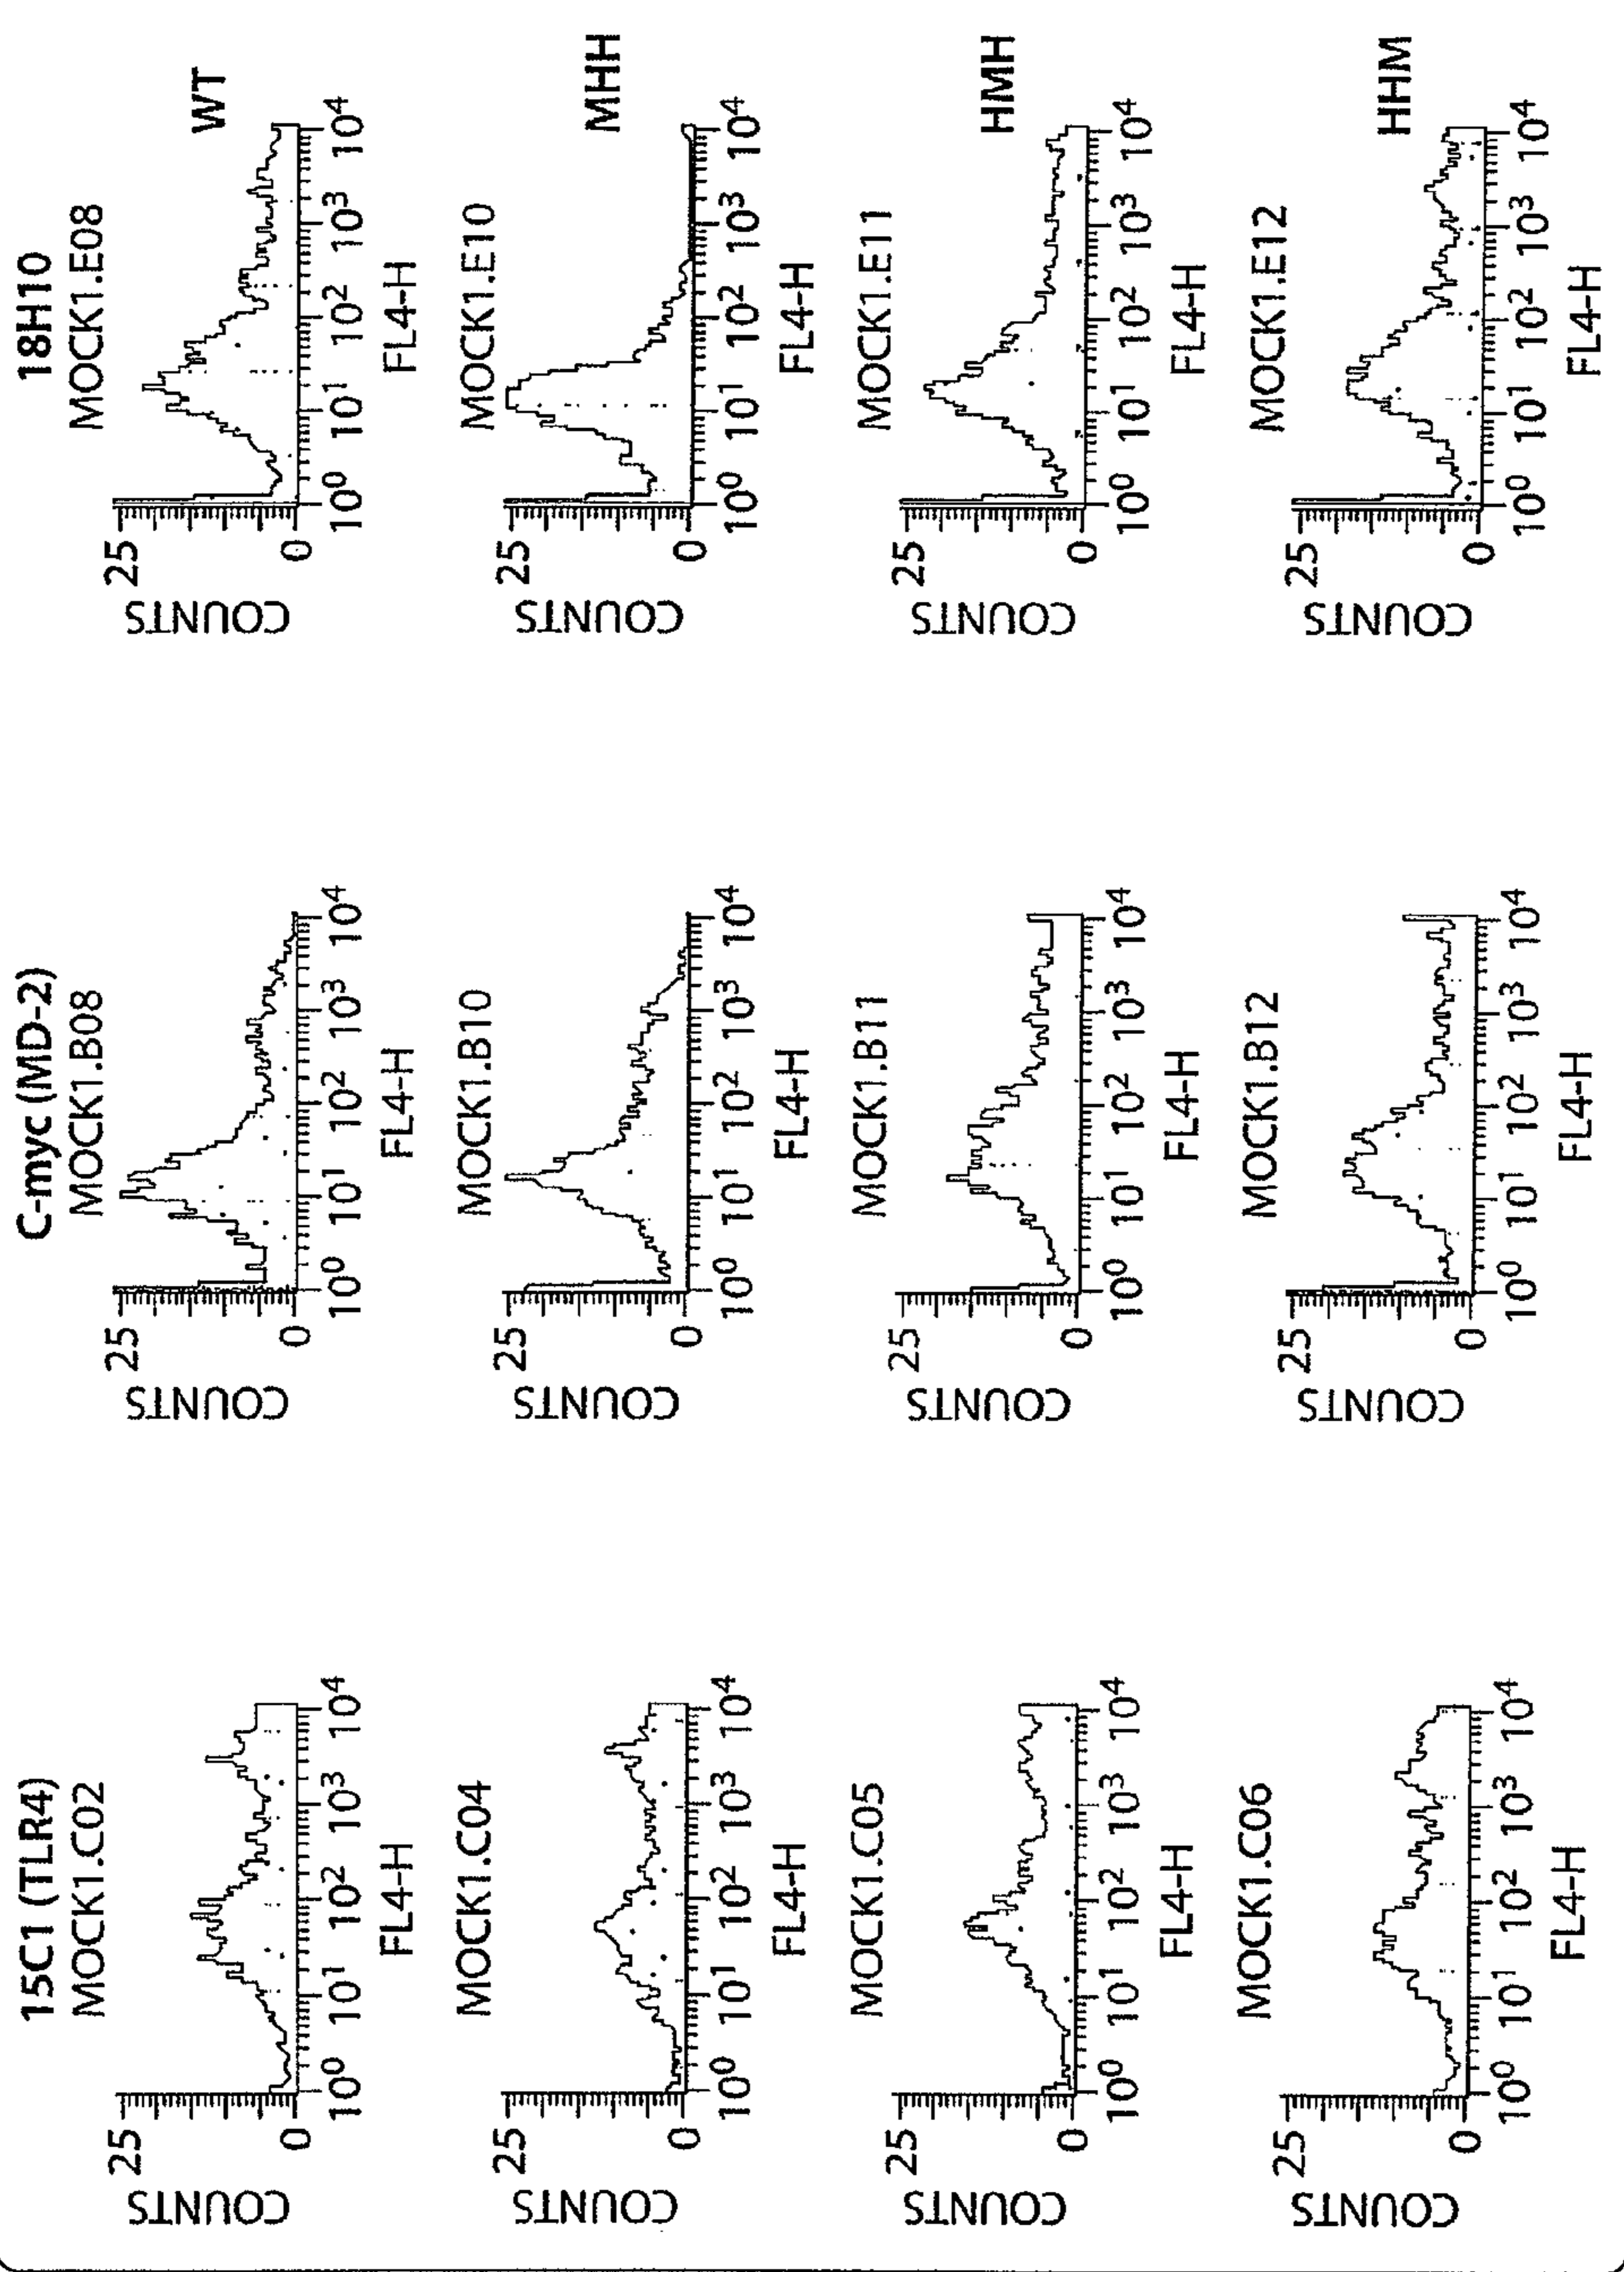 15C1 (TLR4)
C-myc (MD-2)
18H10
MOCK1.C02
MOCK1.B08
MOCK1.E08
WT
COUNTS
25
0
10⁰ 10¹ 10² 10³ 10⁴
FL4-H
COUNTS
25
0
10⁰ 10¹ 10² 10³ 10⁴
FL4-H
COUNTS
25
0
10⁰ 10¹ 10² 10³ 10⁴
FL4-H
MOCK1.C04
MOCK1.B10
MOCK1.E10
MHH
COUNTS
25
0
10⁰ 10¹ 10² 10³ 10⁴
FL4-H
COUNTS
25
0
10⁰ 10¹ 10² 10³ 10⁴
FL4-H
COUNTS
25
0
10⁰ 10¹ 10² 10³ 10⁴
FL4-H
MOCK1.C05
MOCK1.B11
MOCK1.E11
HMH
COUNTS
25
0
10⁰ 10¹ 10² 10³ 10⁴
FL4-H
COUNTS
25
0
10⁰ 10¹ 10² 10³ 10⁴
FL4-H
COUNTS
25
0
10⁰ 10¹ 10² 10³ 10⁴
FL4-H
MOCK1.C06
MOCK1.B12
MOCK1.E12
HHM
COUNTS
25
0
10⁰ 10¹ 10² 10³ 10⁴
FL4-H
COUNTS
25
0
10⁰ 10¹ 10² 10³ 10⁴
FL4-H
COUNTS
25
0
10⁰ 10¹ 10² 10³ 10⁴
FL4-H